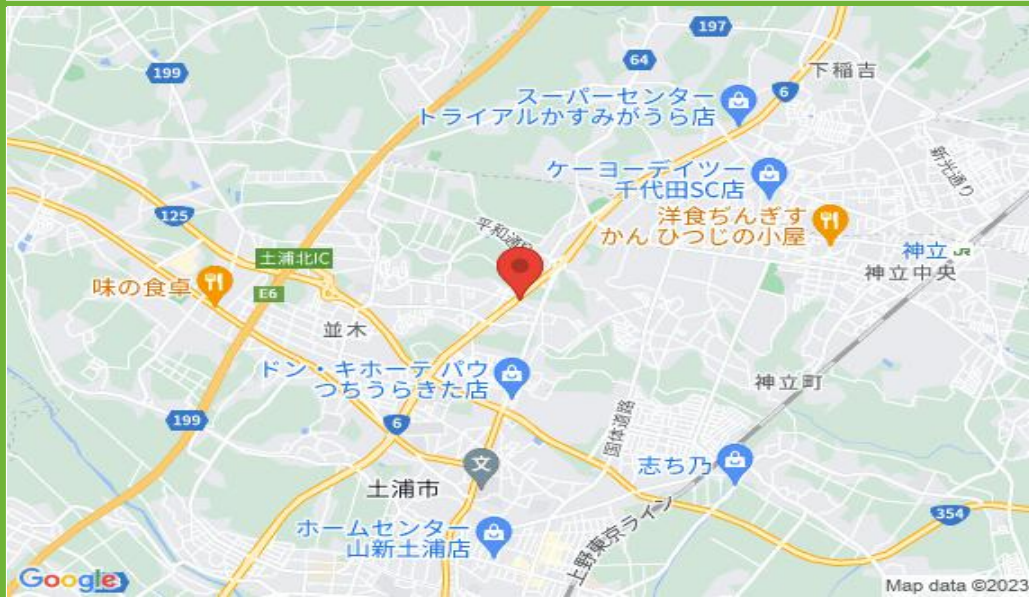 197
199
64
下稲吉
6
スーパーセンター
トライアルかすみがうら店
新光通り
ケーヨーデイツー
千代田SC店
125
平和通り
洋食ぢんぎす
かん ひつじの小屋
土浦北IC
神立
JR
神立中央
味の食卓
E6
並木
ドン・キホーテ パウ
つちうらきた店
神立町
199
6
国体道路
文
志ち乃
土浦市
354
ホームセンター
山新土浦店
上野東京ライン
Google
Map data ©2023